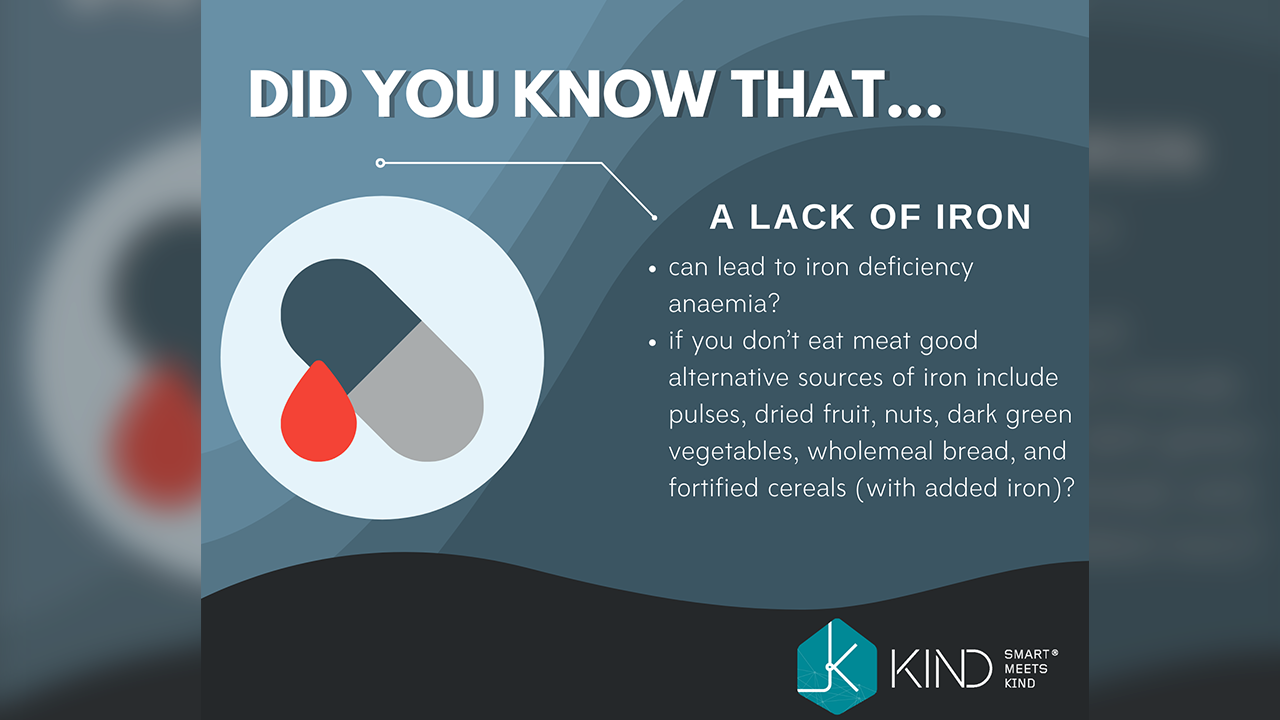 DID YOU KNOW THAT...
A LACK OF IRON
• can lead to iron deficiency
anaemia?
• if you don’t eat meat good
alternative sources of iron include
pulses, dried fruit, nuts, dark green
vegetables, wholemeal bread, and
fortified cereals (with added iron)?
KIND
SMART®
MEETS
KIND